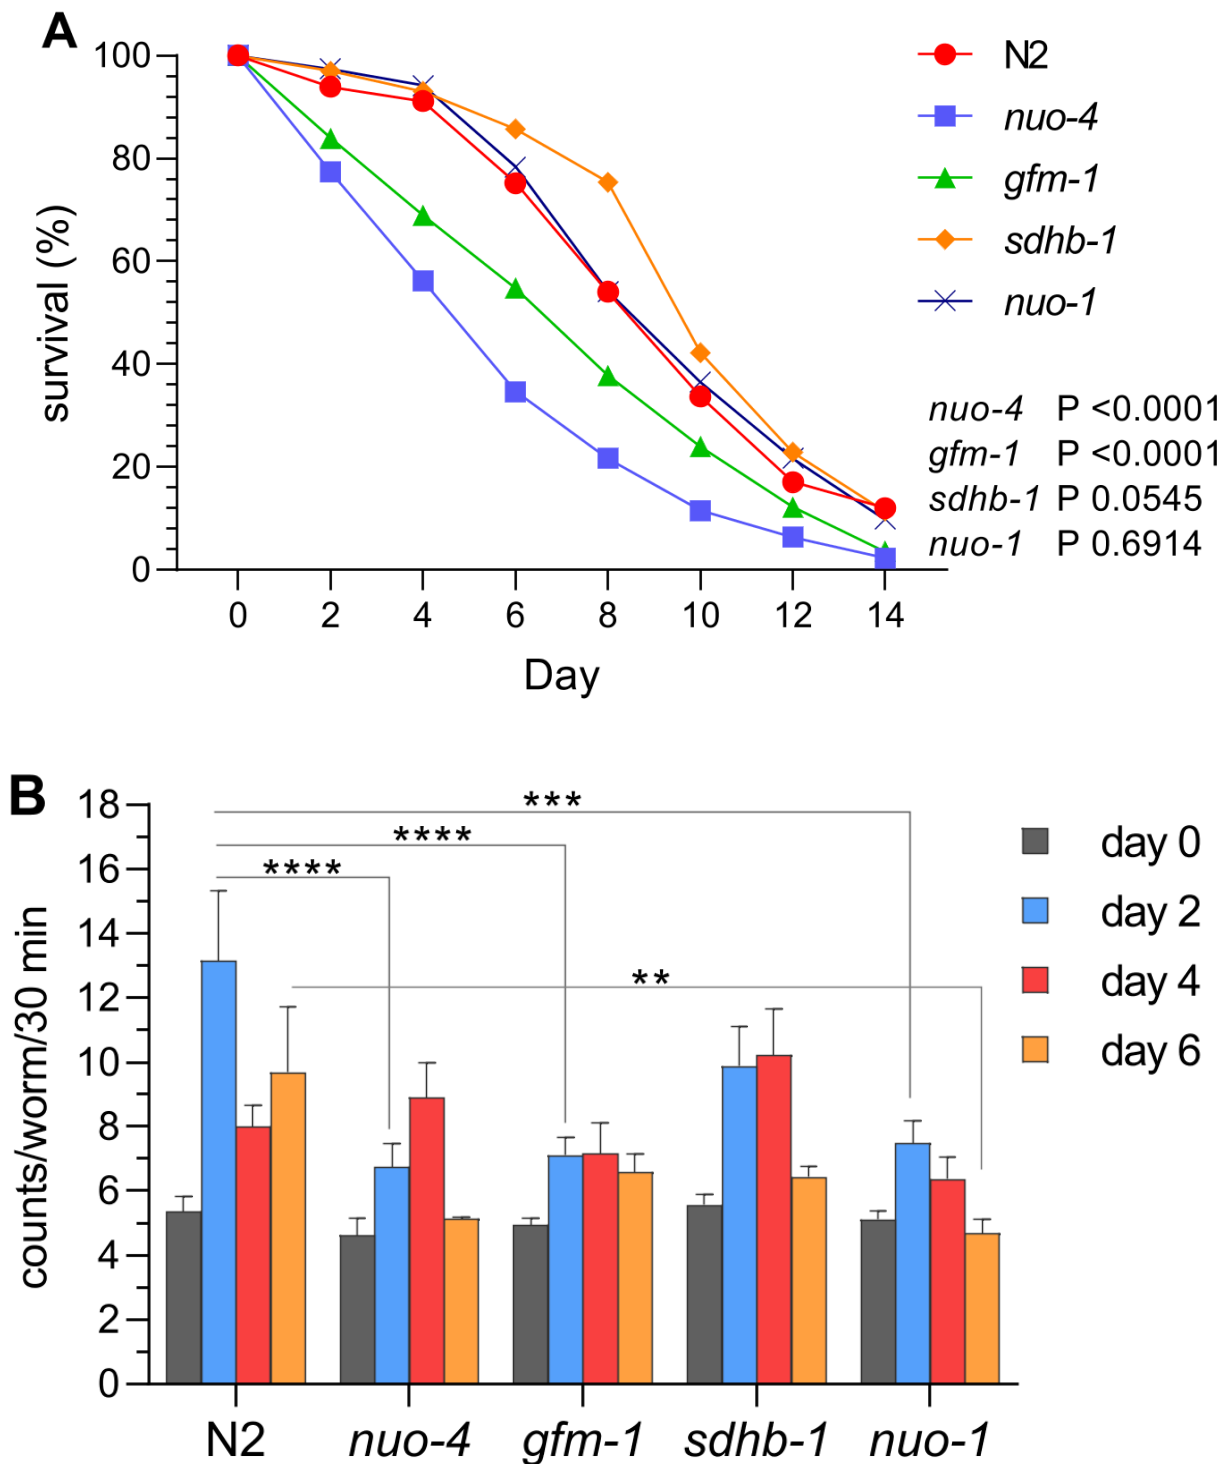 A
100
80
60
40
20
0
survival (%)
0 2 4 6 8 10 12 14
Day
N2
nuo-4
gfm-1
sdhb-1
nuo-1
nuo-4 P <0.0001
gfm-1 P <0.0001
sdhb-1 P 0.0545
nuo-1 P 0.6914
B
18
16
14
12
10
8
6
4
2
0
counts/worm/30 min
***
****
****
**
N2 nuo-4 gfm-1 sdhb-1 nuo-1
day 0
day 2
day 4
day 6